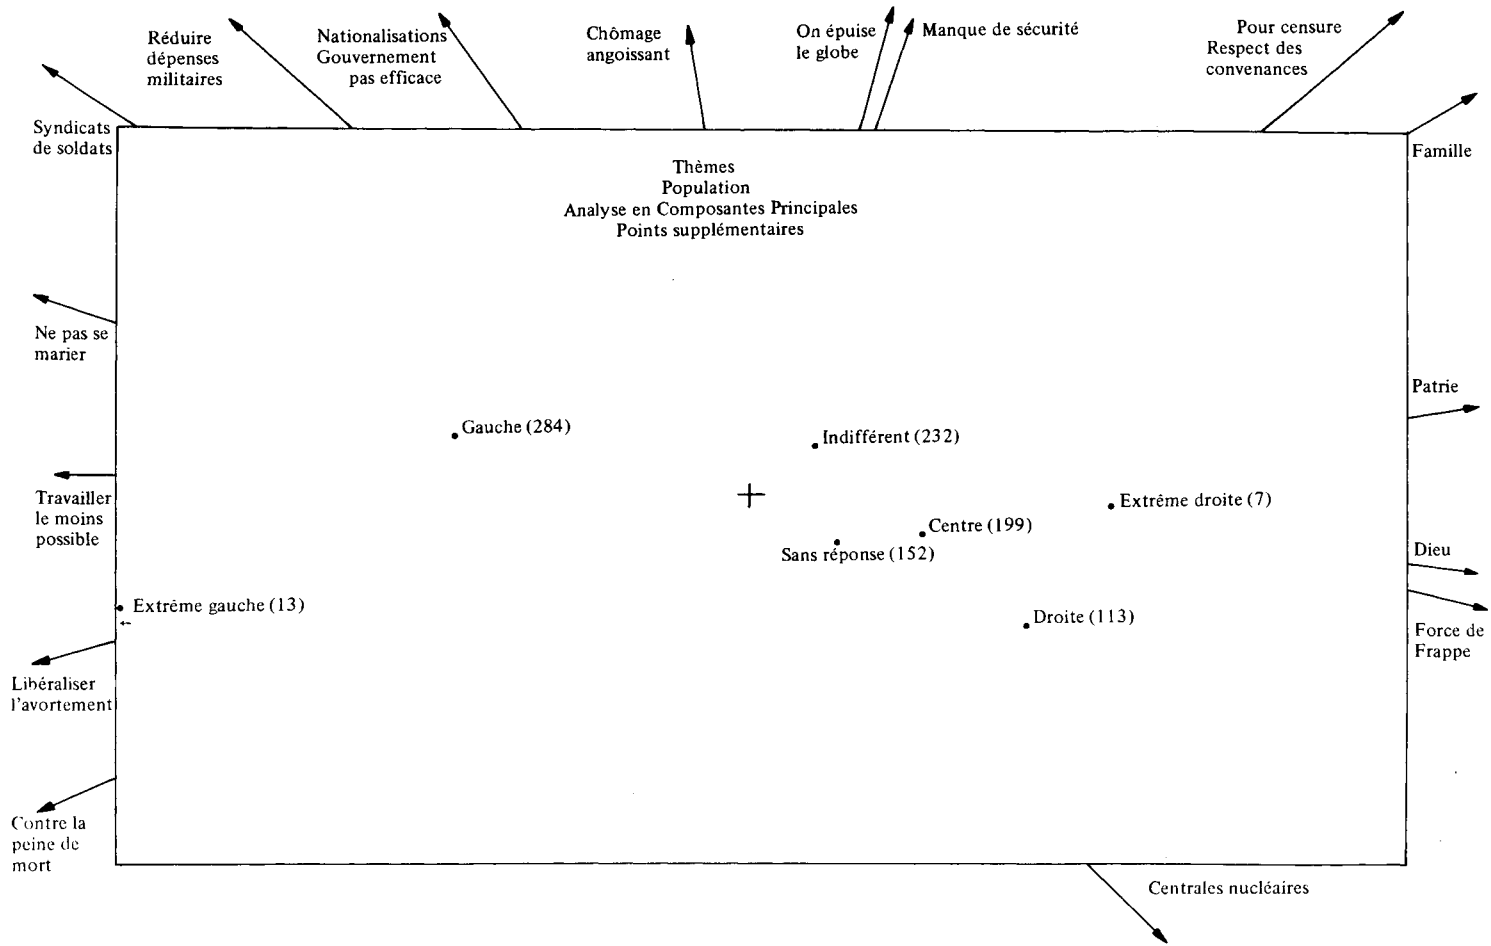 Réduire
dépenses
militaires
Nationalisations
Gouvernement
pas efficace
Chômage
angoissant
On épuise
le globe
Manque de sécurité
Pour censure
Respect des
convenances
Syndicats
de soldats
Famille
Thèmes
Population
Analyse en Composantes Principales
Points supplémentaires
Ne pas se
marier
Patrie
Gauche (284)
Indifférent (232)
Travailler
le moins
possible
Extrême droite (7)
Centre (199)
Sans réponse (152)
Dieu
Extrême gauche (13)
Droite (113)
Force de
Frappe
Libéraliser
l'avortement
Contre la
peine de
mort
Centrales nucléaires